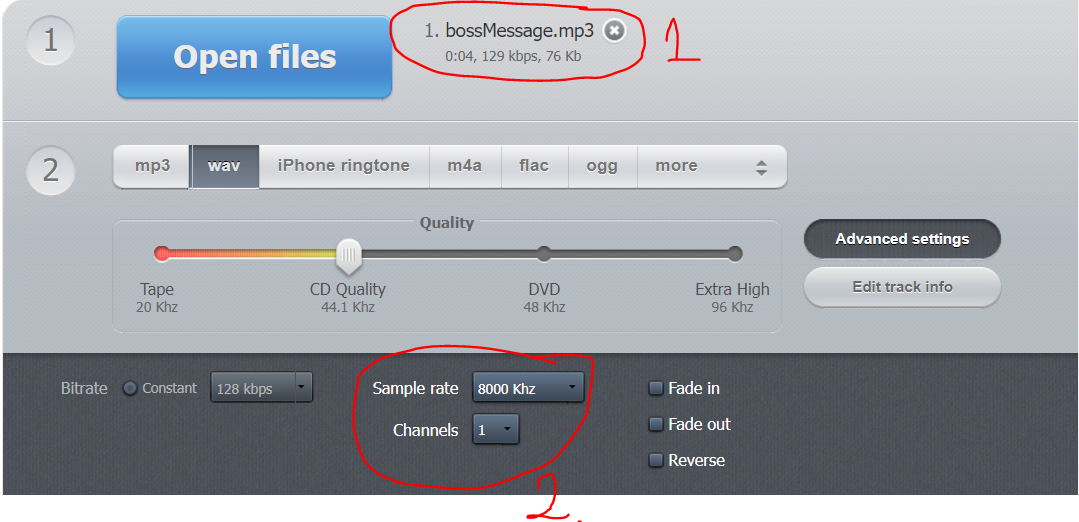 1
Open files
1. bossMessage.mp3
0:04, 129 kbps, 76 Kb
1
2
mp3 wav iPhone ringtone m4a flac ogg more
Quality
Tape CD Quality DVD Extra High
20 Khz 44.1 Khz 48 Khz 96 Khz
Advanced settings
Edit track info
Bitrate Constant 128 kbps
Sample rate 8000 Khz
Channels 1
Fade in
Fade out
Reverse
2.